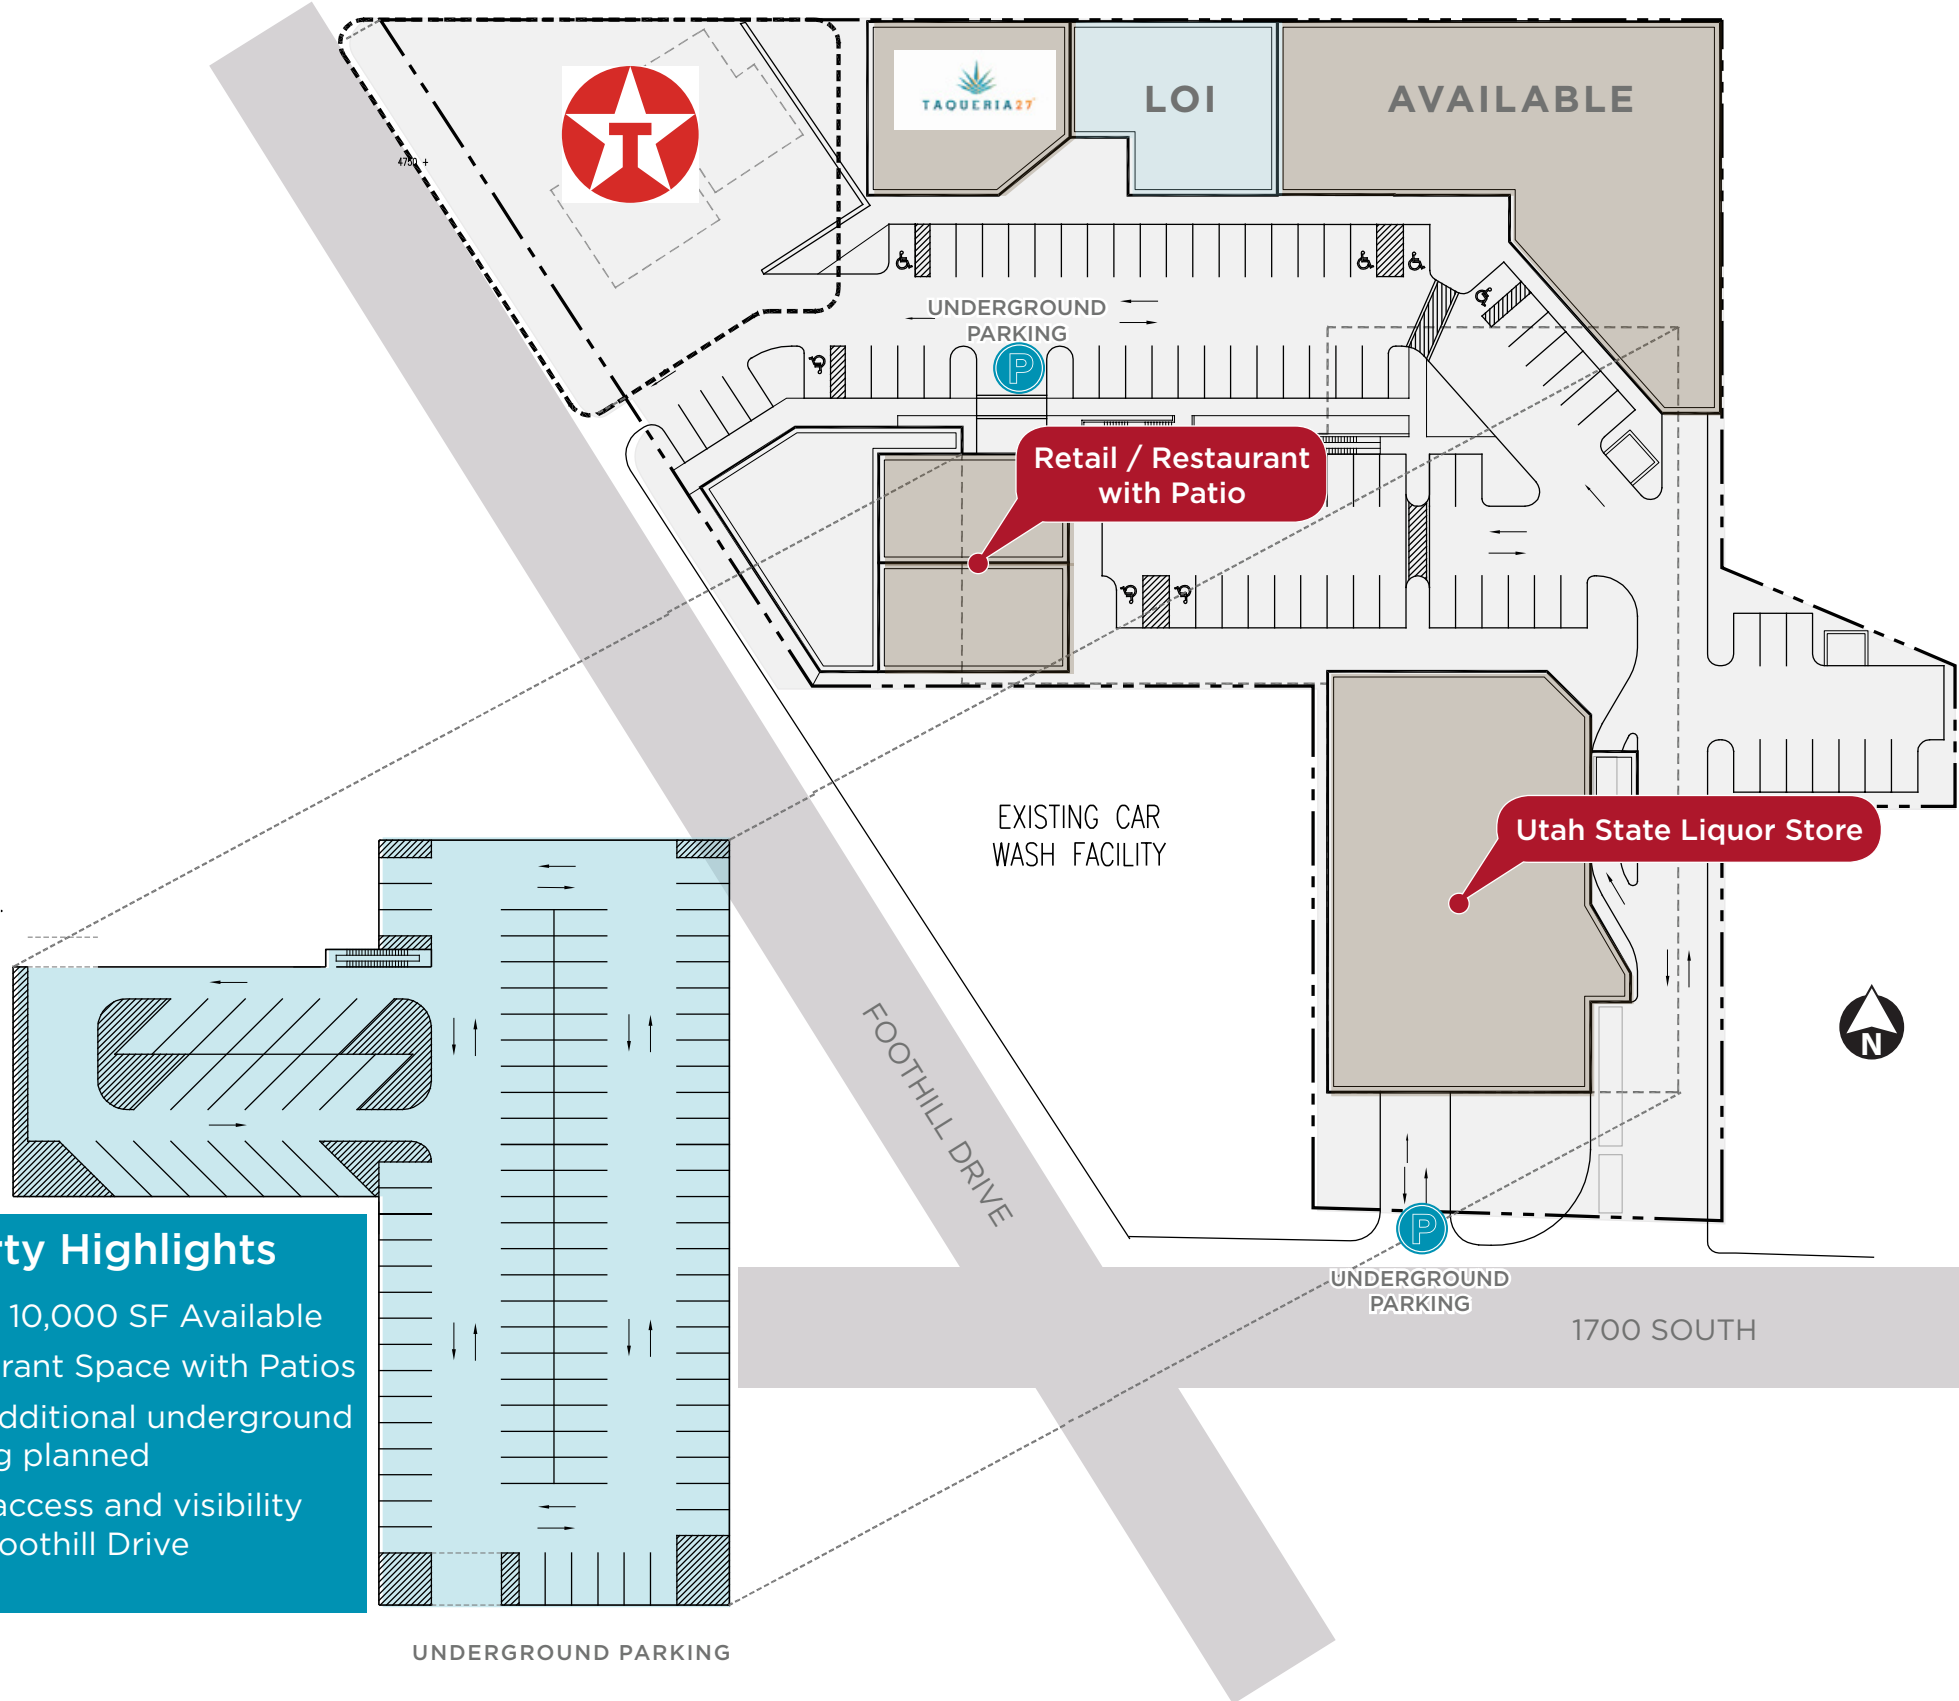 TAQUERIA27
LOI
AVAILABLE
T
4750 +
UNDERGROUND
PARKING
P
Retail / Restaurant
with Patio
EXISTING CAR
WASH FACILITY
Utah State Liquor Store
N
FOOTHILL DRIVE
P
UNDERGROUND
PARKING
1700 SOUTH
rty Highlights
10,000 SF Available
rant Space with Patios
dditional underground
g planned
access and visibility
oothill Drive
UNDERGROUND PARKING